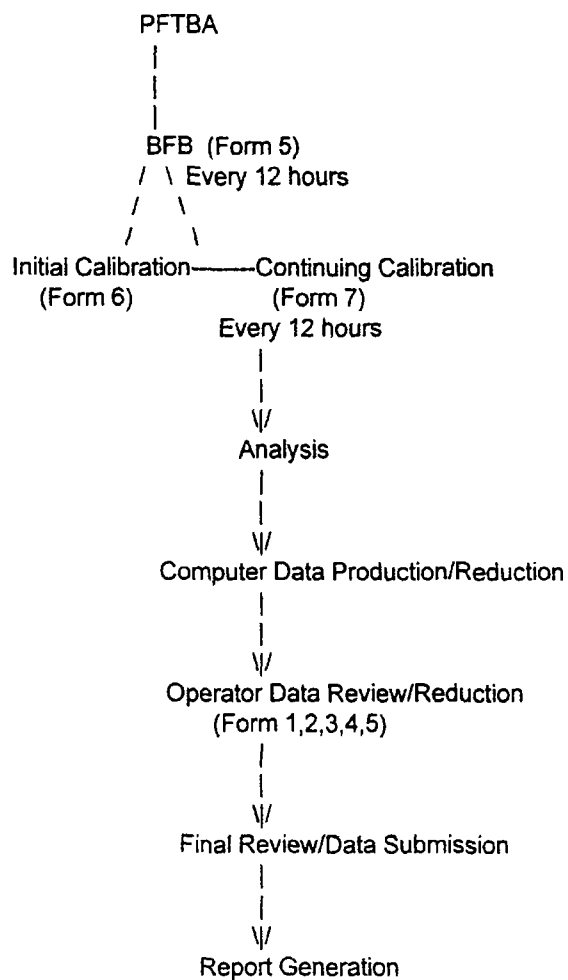 PFTBA
BFB (Form 5)
Every 12 hours
Initial Calibration-------Continuing Calibration
(Form 6) (Form 7)
Every 12 hours
Analysis
Computer Data Production/Reduction
Operator Data Review/Reduction
(Form 1,2,3,4,5)
Final Review/Data Submission
Report Generation